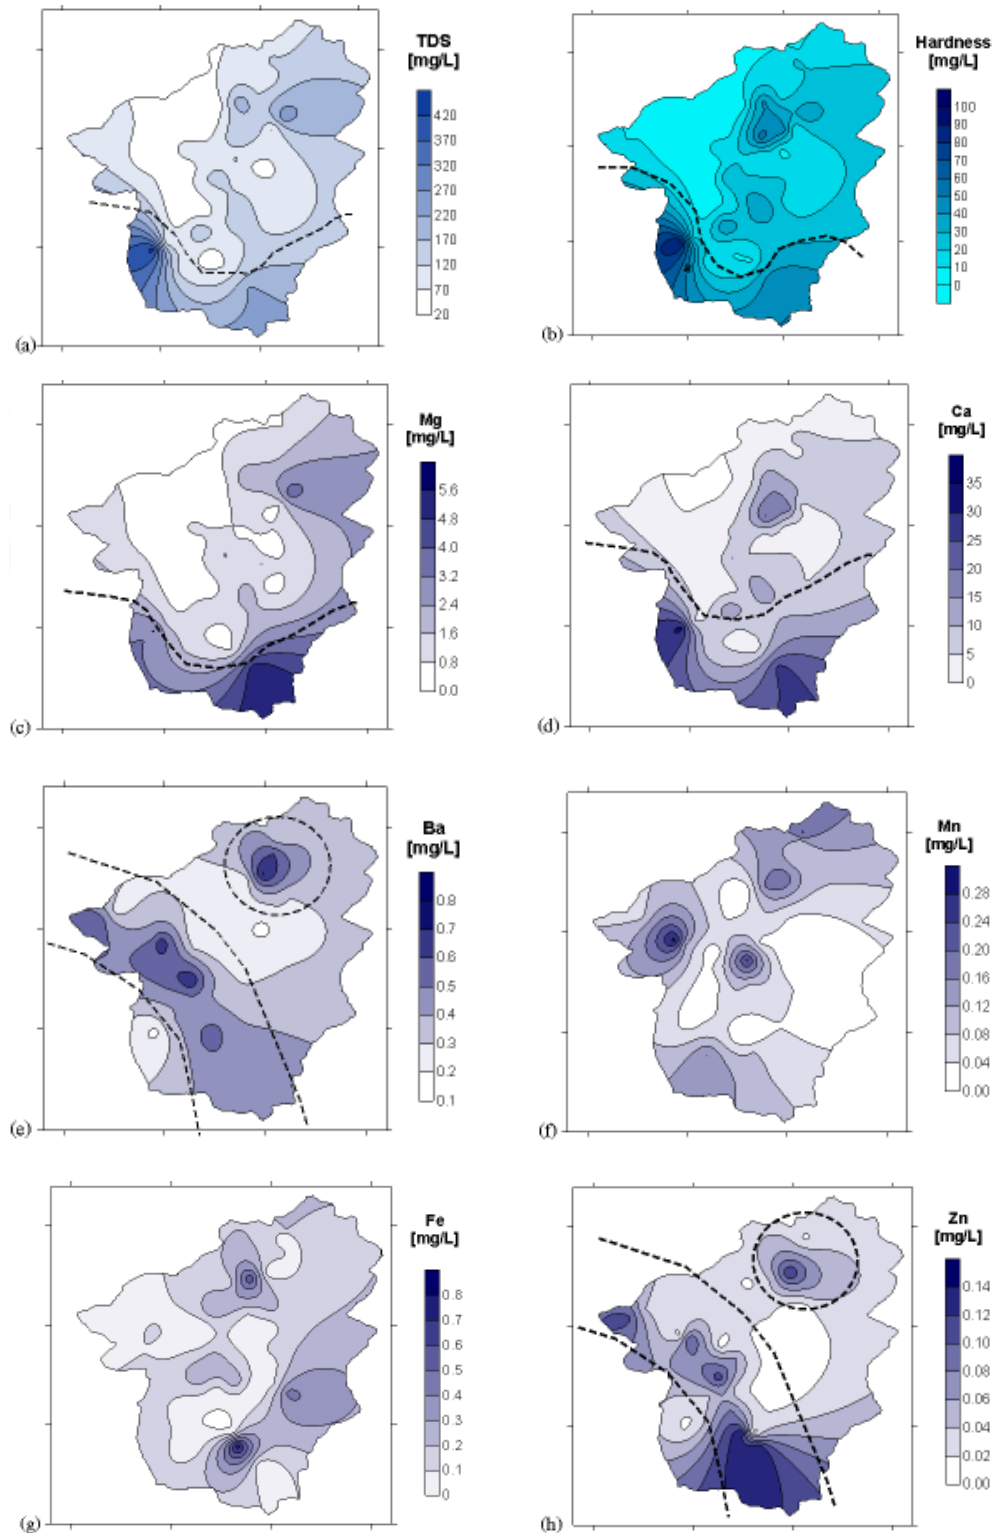 TDS
[mg/L]
420
370
320
270
220
170
120
70
20
(a)
Hardness
[mg/L]
100
90
80
70
60
50
40
30
20
10
0
(b)
Mg
[mg/L]
5.6
4.8
4.0
3.2
2.4
1.6
0.8
0.0
(c)
Ca
[mg/L]
35
30
25
20
15
10
5
0
(d)
Ba
[mg/L]
0.8
0.7
0.6
0.5
0.4
0.3
0.2
0.1
(e)
Mn
[mg/L]
0.28
0.24
0.20
0.16
0.12
0.08
0.04
0.00
(f)
Fe
[mg/L]
0.8
0.7
0.6
0.5
0.4
0.3
0.2
0.1
0
(g)
Zn
[mg/L]
0.14
0.12
0.10
0.08
0.06
0.04
0.02
0.00
(h)